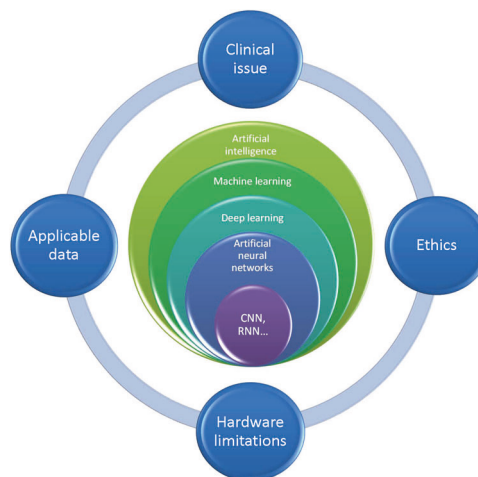 Clinical
issue
Artificial
intelligence
Machine learning
Deep learning
Artificial
neural
networks
CNN,
RNN...
Applicable
data
Ethics
Hardware
limitations